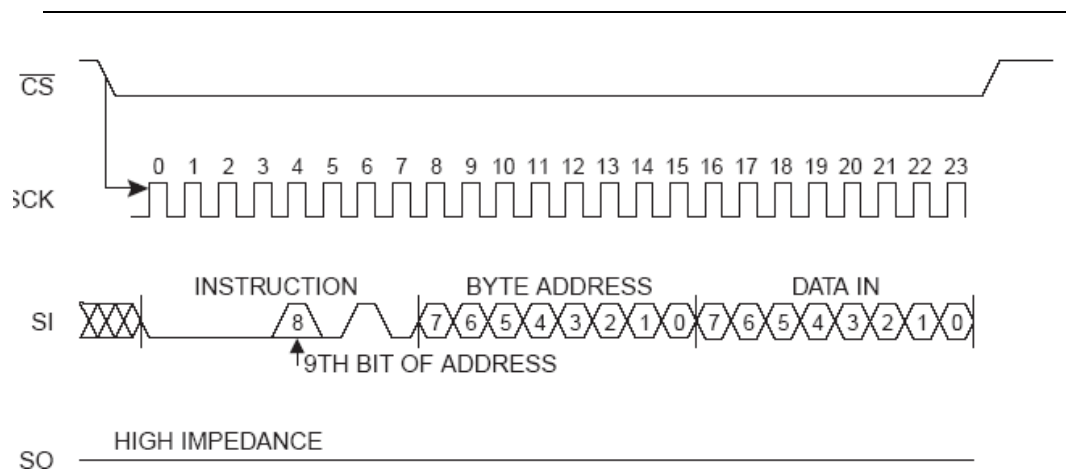 CS
0 1 2 3 4 5 6 7 8 9 10 11 12 13 14 15 16 17 18 19 20 21 22 23
SCK
INSTRUCTION BYTE ADDRESS DATA IN
SI 8 7 6 5 4 3 2 1 0 7 6 5 4 3 2 1 0
9TH BIT OF ADDRESS
HIGH IMPEDANCE
SO